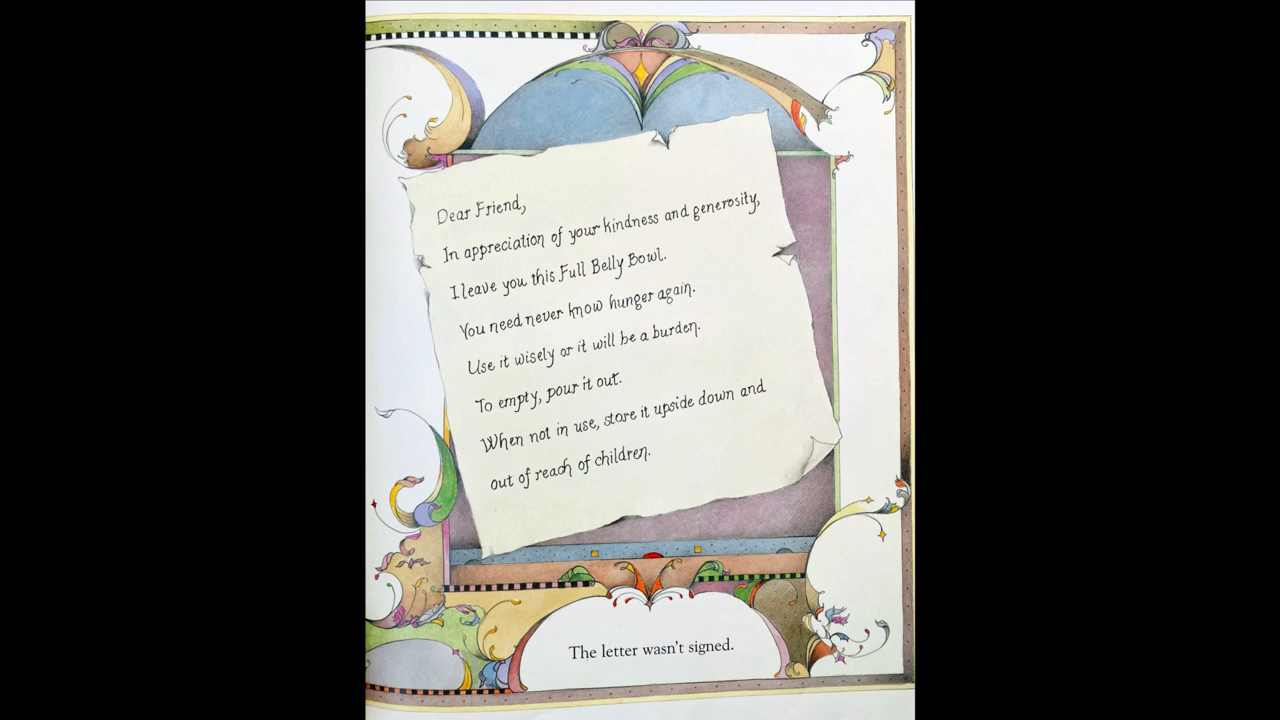 Dear Friend,
In appreciation of your kindness and generosity,
I leave you this Full Belly Bowl.
You need never know hunger again.
Use it wisely or it will be a burden.
To empty, pour it out.
When not in use, store it upside down and
out of reach of children.
The letter wasn't signed.